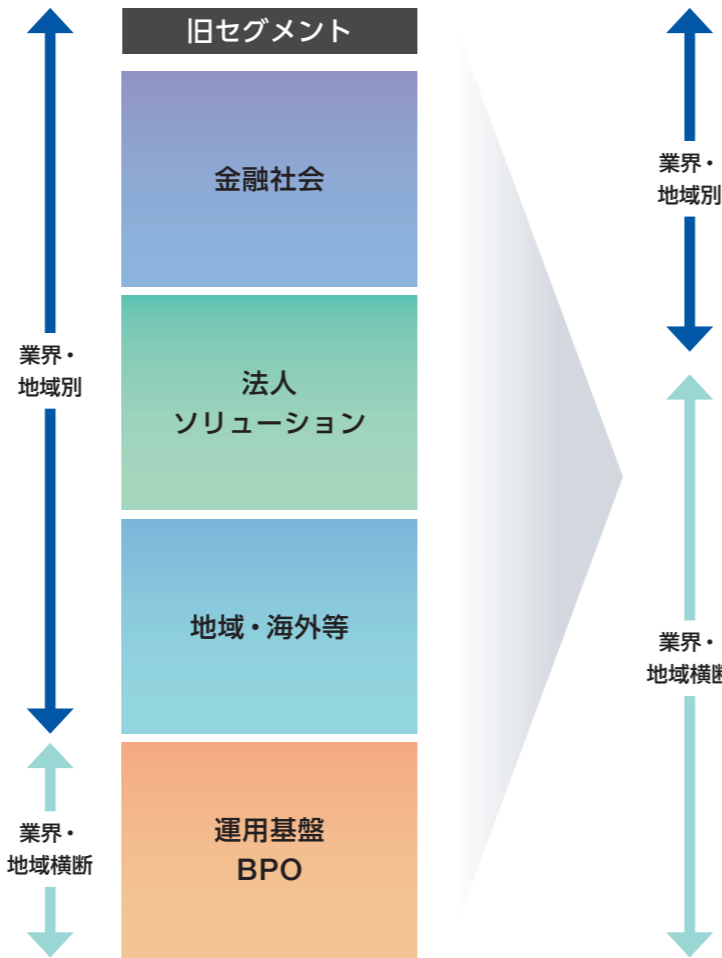 旧セグメント
金融社会
業界・
地域別
法人
ソリューション
業界・
地域別
地域・海外等
業界・
地域横断
運用基盤
BPO
業界・
地域横断